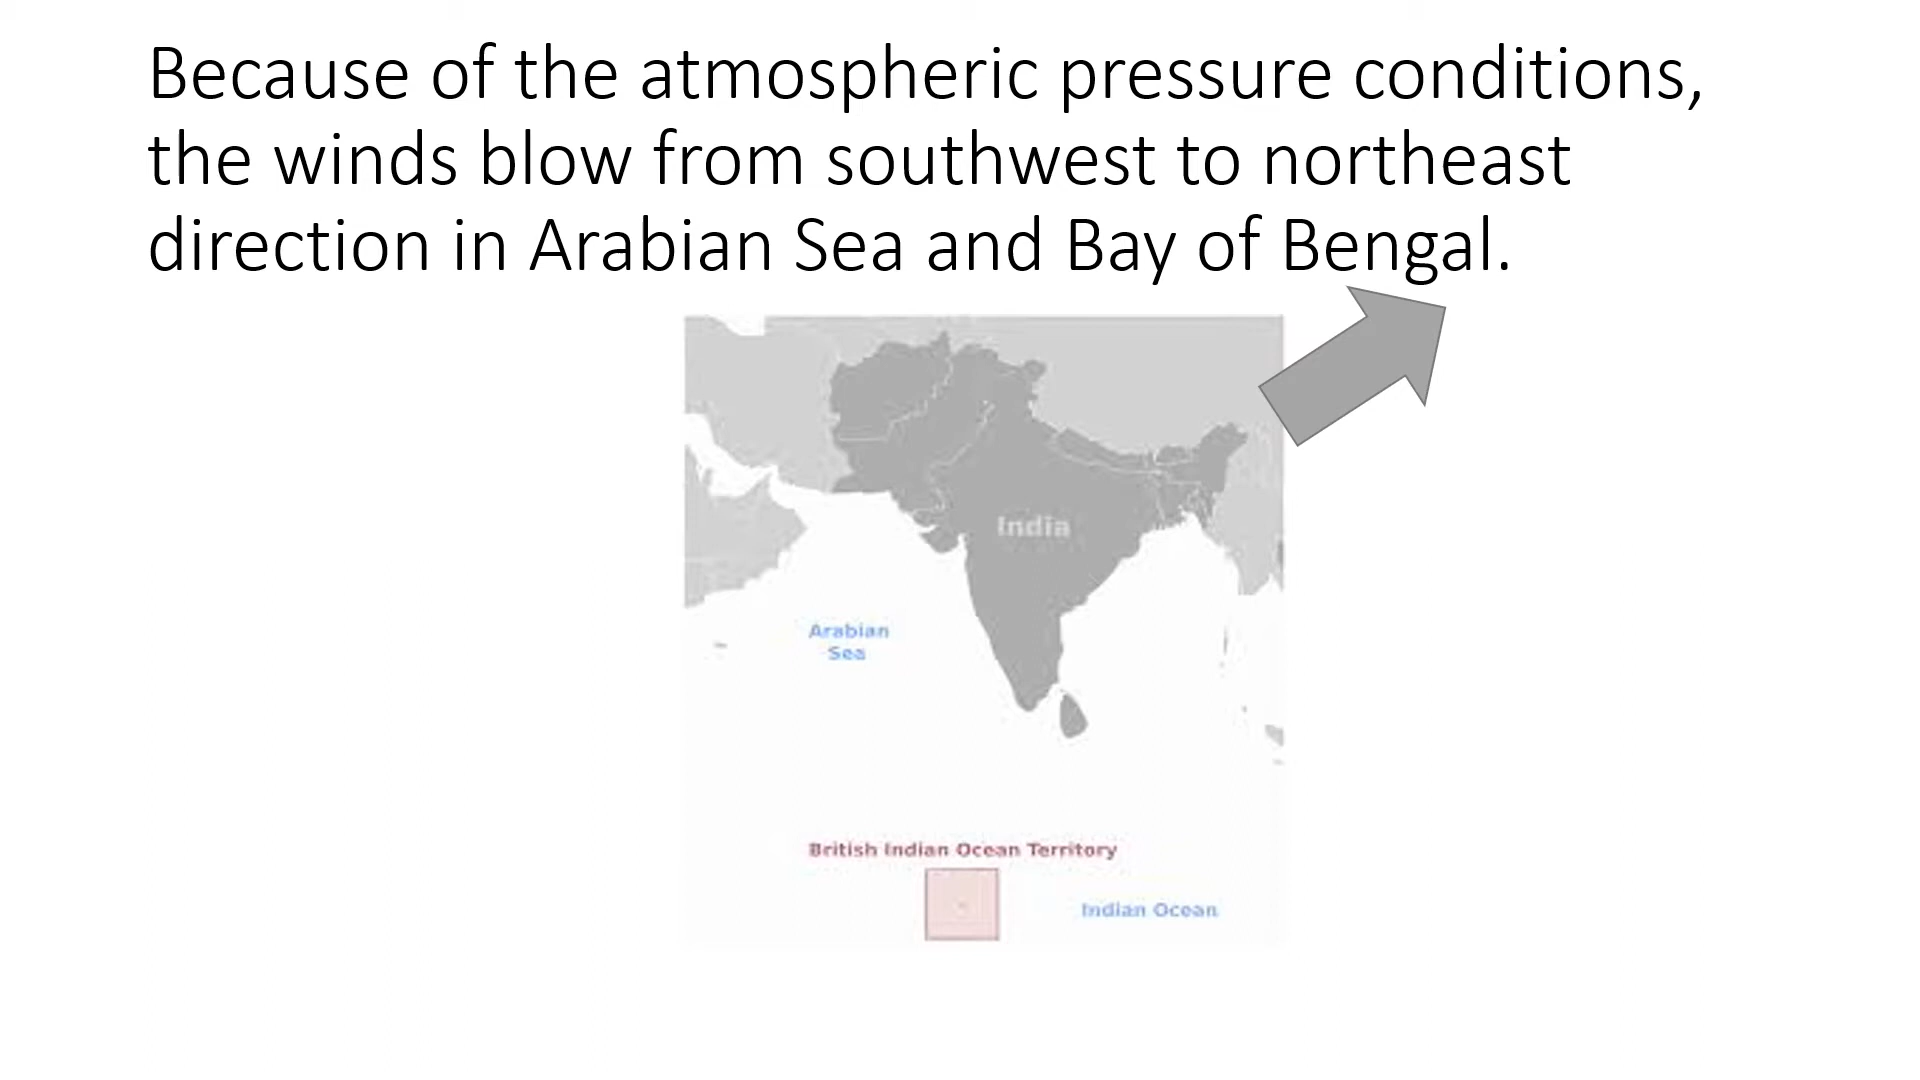 Because of the atmospheric pressure conditions,
the winds blow from southwest to northeast
direction in Arabian Sea and Bay of Bengal.
India
Arabian
Sea
British Indian Ocean Territory
Indian Ocean